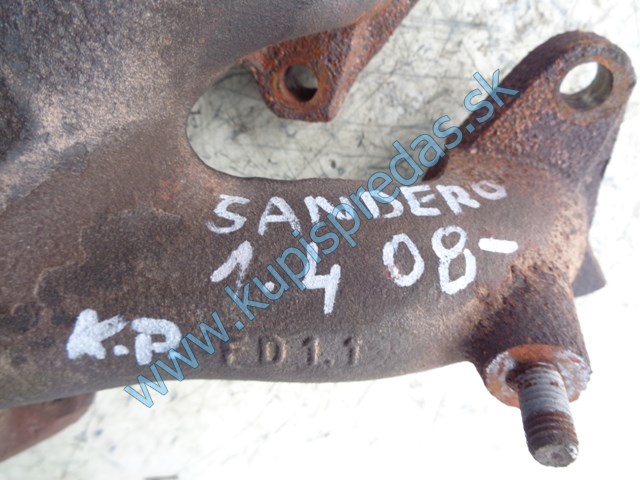 SANDERO
1.4 08-
K.P. FD1.1
www.kupispredas.sk